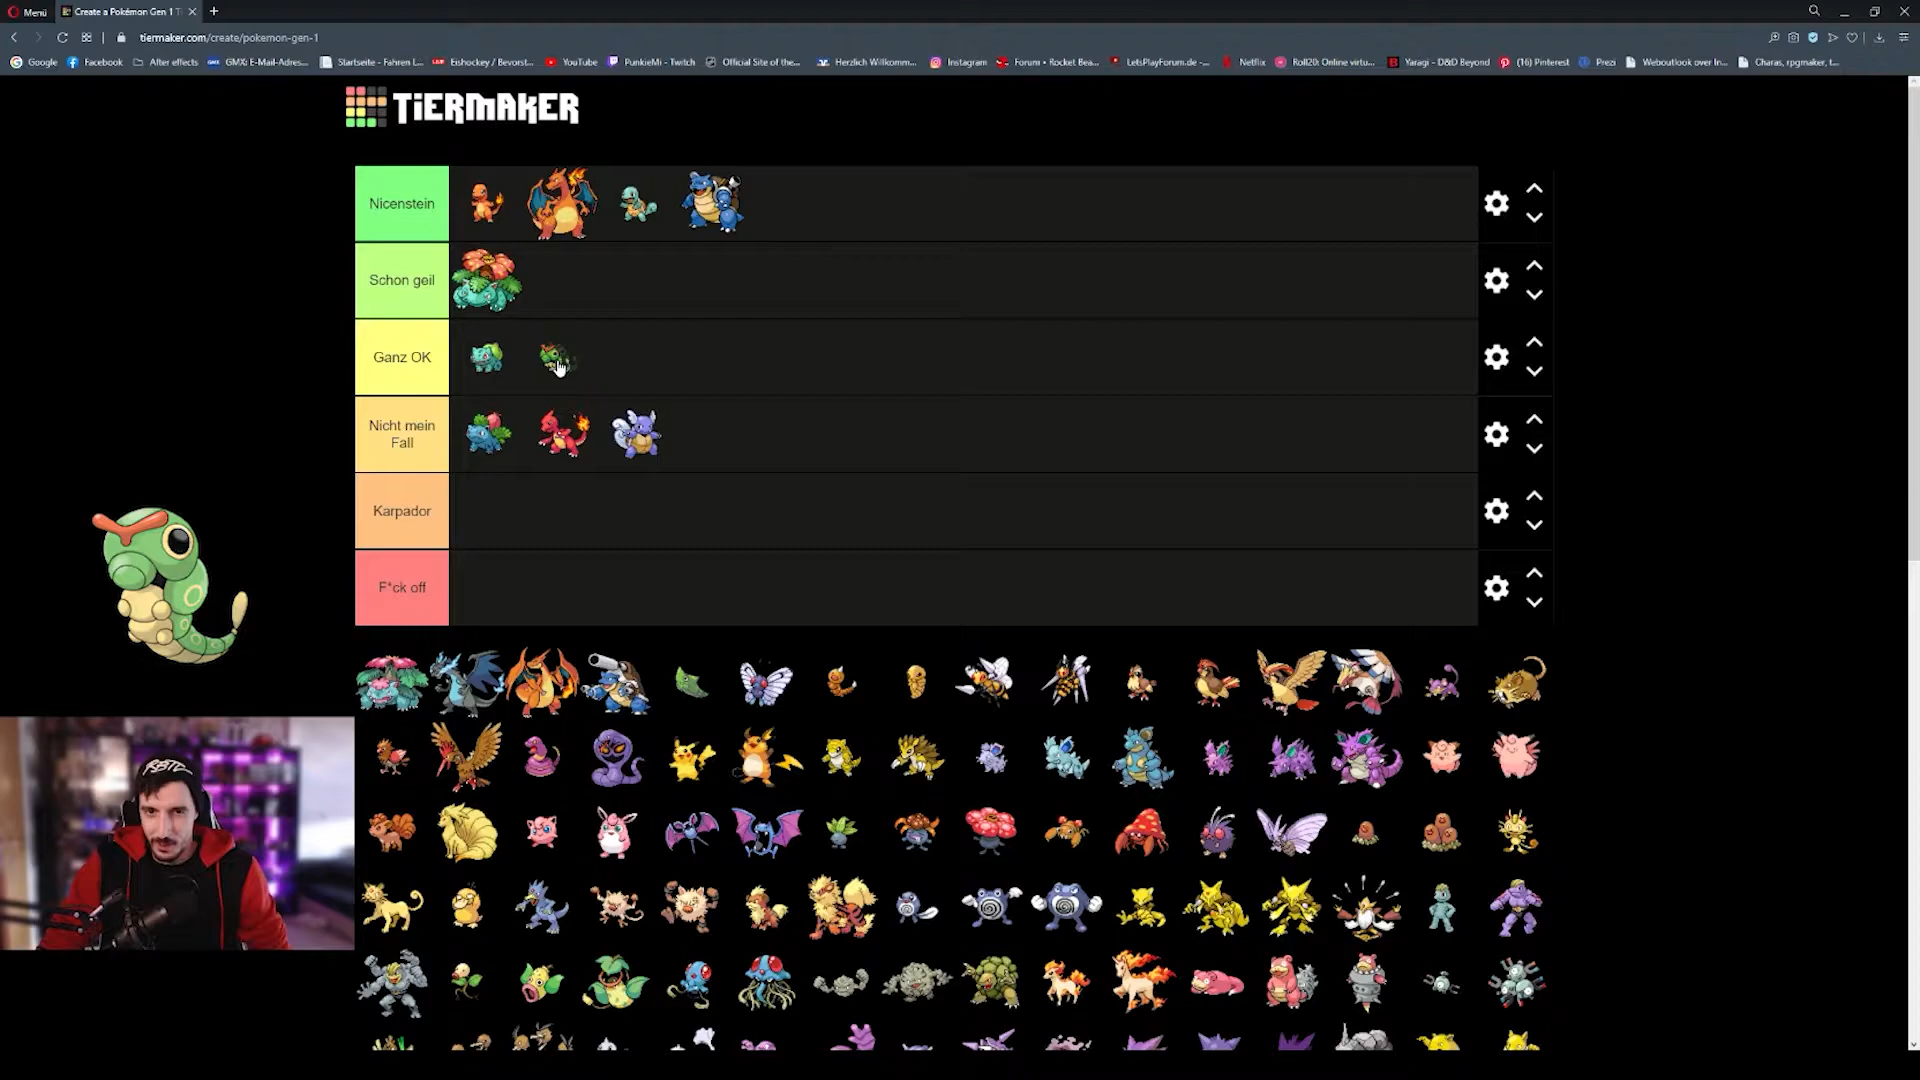 Menü
Create a Pokémon Gen 1 T
tiermaker.com/create/pokemon-gen-1
Google
Facebook
After effects
GMX: E-Mail-Adres...
Startseite - Fahren L...
Eishockey / Bevorst...
YouTube
PunkieMi - Twitch
Official Site of the...
Herzlich Willkomm...
Instagram
Forum • Rocket Bea...
LetsPlayForum.de -...
Netflix
Roll20: Online virtu...
Yaragi - D&D Beyond
(16) Pinterest
Prezi
Weboutlook over In...
Charas, rpgmaker, t...
TiERMAKER
Nicenstein
Schon geil
Ganz OK
Nicht mein
Fall
Karpador
F*ck off